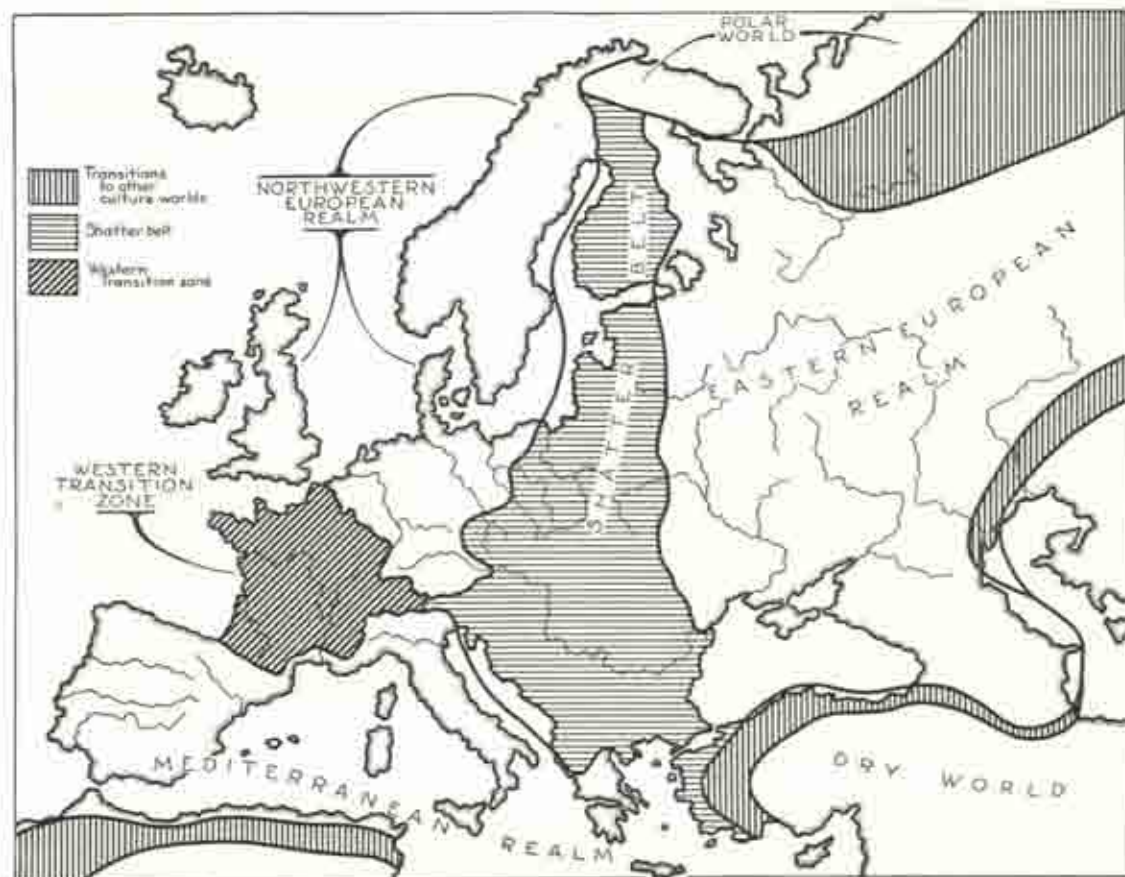 POLAR
WORLD
Transitions
to other
culture worlds
Shatter belt
Western
Transition zone
NORTHWESTERN
EUROPEAN
REALM
SHATTER BELT
EASTERN EUROPEAN
REALM
WESTERN
TRANSITION
ZONE
MEDITERRANEAN REALM
DRY WORLD